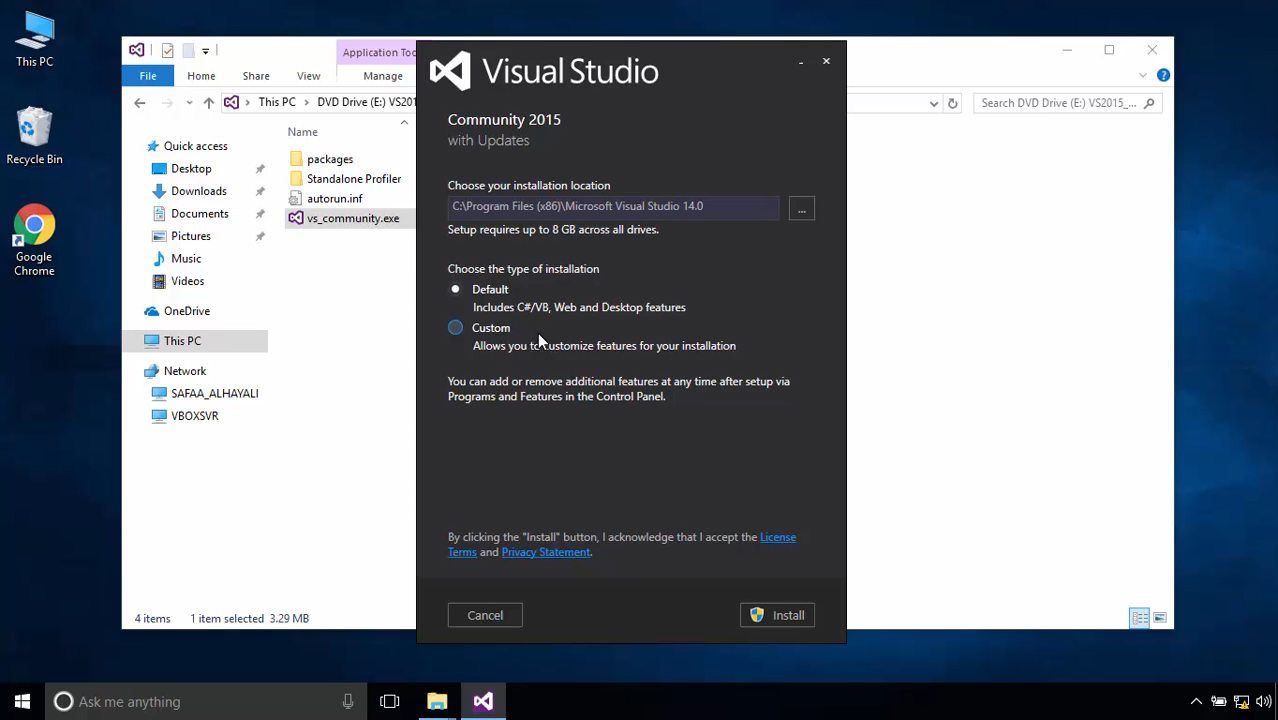 This PC
Recycle Bin
Google
Chrome
Application Too
File
Home
Share
View
Manage
This PC
DVD Drive (E:) VS201
Search DVD Drive (E:) VS2015_...
Quick access
Desktop
Downloads
Documents
Pictures
Music
Videos
OneDrive
This PC
Network
SAFAA_ALHAYALI
VBOXSVR
Name
packages
Standalone Profiler
autorun.inf
vs_community.exe
4 items
1 item selected 3.29 MB
Visual Studio
Community 2015
with Updates
Choose your installation location
C:\Program Files (x86)\Microsoft Visual Studio 14.0
...
Setup requires up to 8 GB across all drives.
Choose the type of installation
Default
Includes C#/VB, Web and Desktop features
Custom
Allows you to customize features for your installation
You can add or remove additional features at any time after setup via
Programs and Features in the Control Panel.
By clicking the "Install" button, I acknowledge that I accept the License
Terms and Privacy Statement.
Cancel
Install
Ask me anything